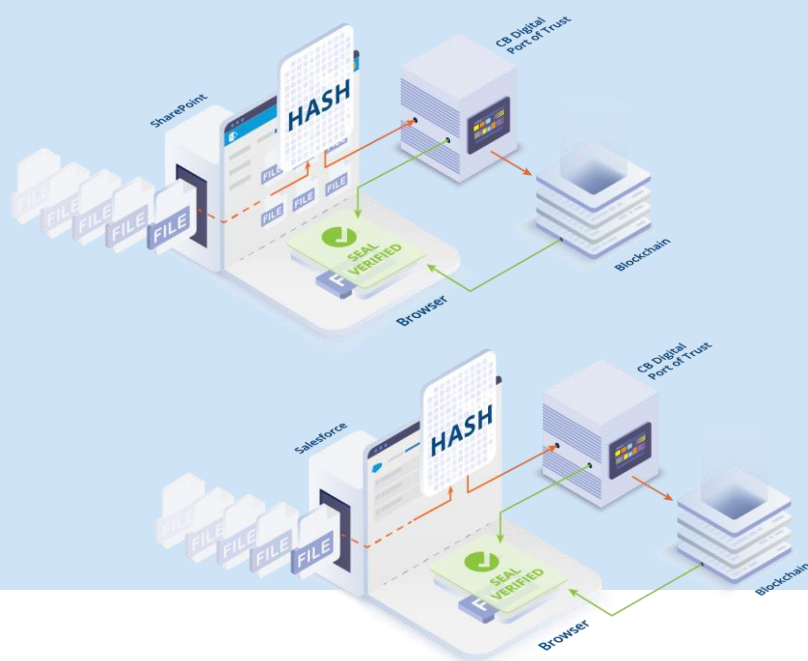 CB Digital
Port of Trust
SharePoint
HASH
FILE
FILE
FILE
FILE
FILE
FILE
FILE
FILE
SEAL
VERIFIED
F
Blockchain
Browser
CB Digital
Port of Trust
Salesforce
HASH
FILE
FILE
FILE
FILE
FILE
SEAL
VERIFIED
F
Blockchain
Browser